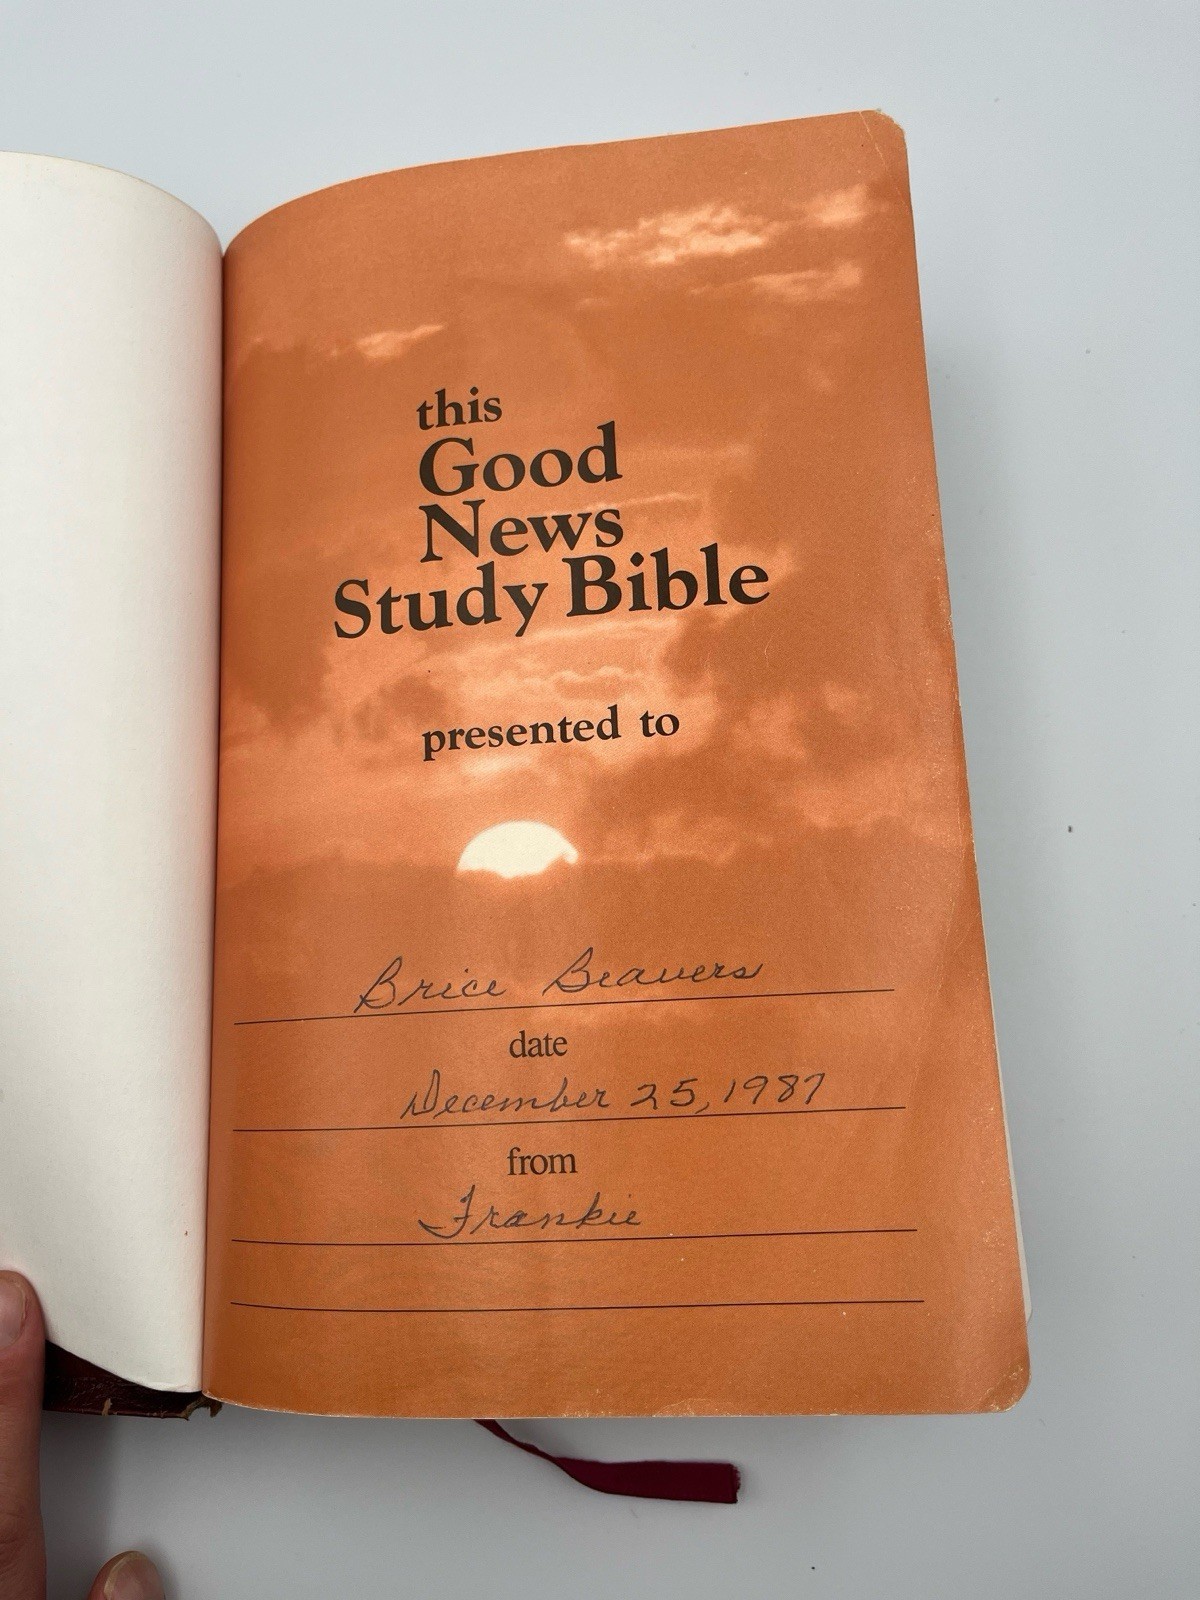 this
Good
News
Study Bible
presented to
Brice Beavers
date
December 25, 1987
from
Frankie